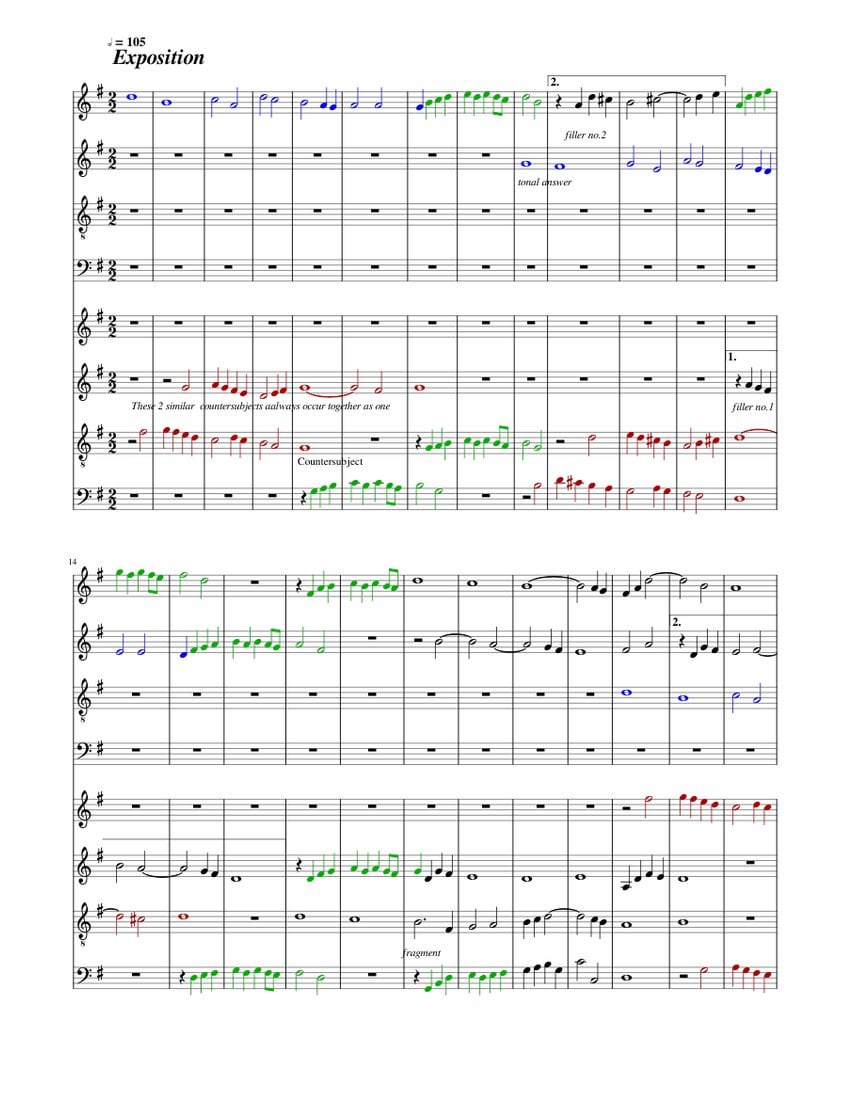 = 105
Exposition
2.
filler no.2
tonal answer
1.
These 2 similar countersubjects aalways occur together as one
filler no.1
Countersubject
14
2.
fragment